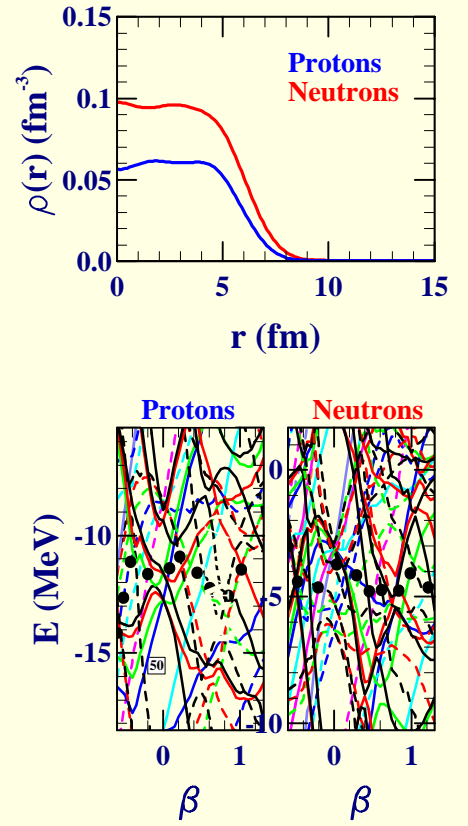 0.15
0.1
0.05
0.0
ρ(r) (fm-3)
Protons
Neutrons
0 5 10 15
r (fm)
Protons Neutrons
E (MeV)
-10
-15
50
0
-5
-10
0 1 0 1
β β